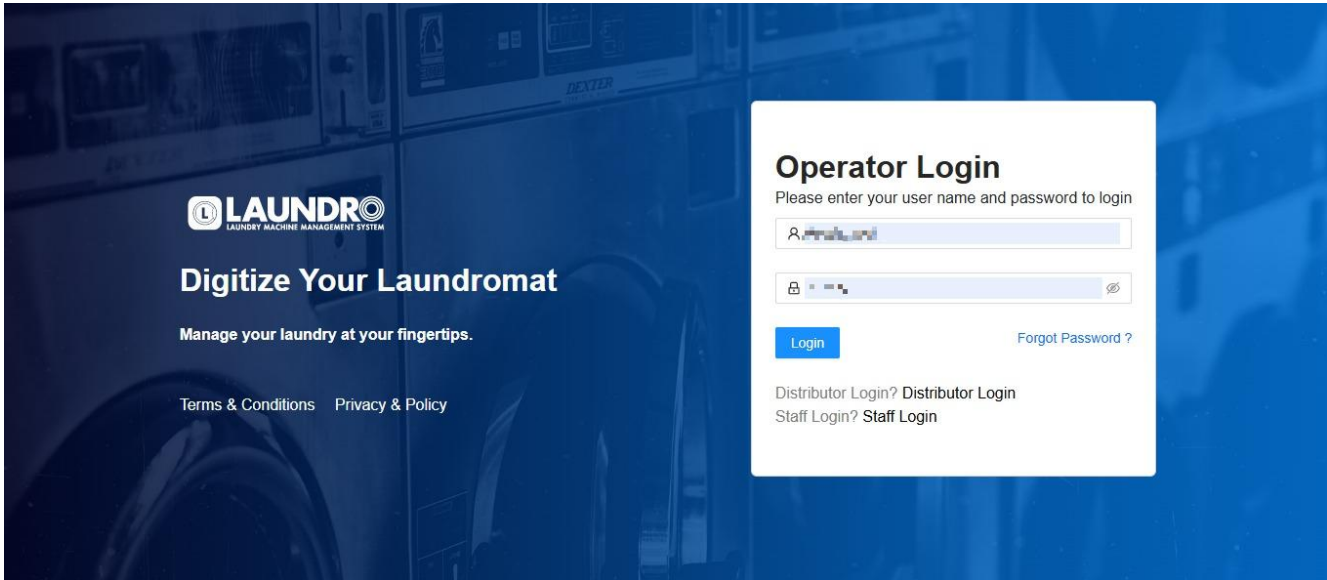 DEXTER
LAUNDRO
LAUNDRY MACHINE MANAGEMENT SYSTEM
Digitize Your Laundromat
Manage your laundry at your fingertips.
Terms & Conditions Privacy & Policy
Operator Login
Please enter your user name and password to login
Login
Forgot Password ?
Distributor Login? Distributor Login
Staff Login? Staff Login